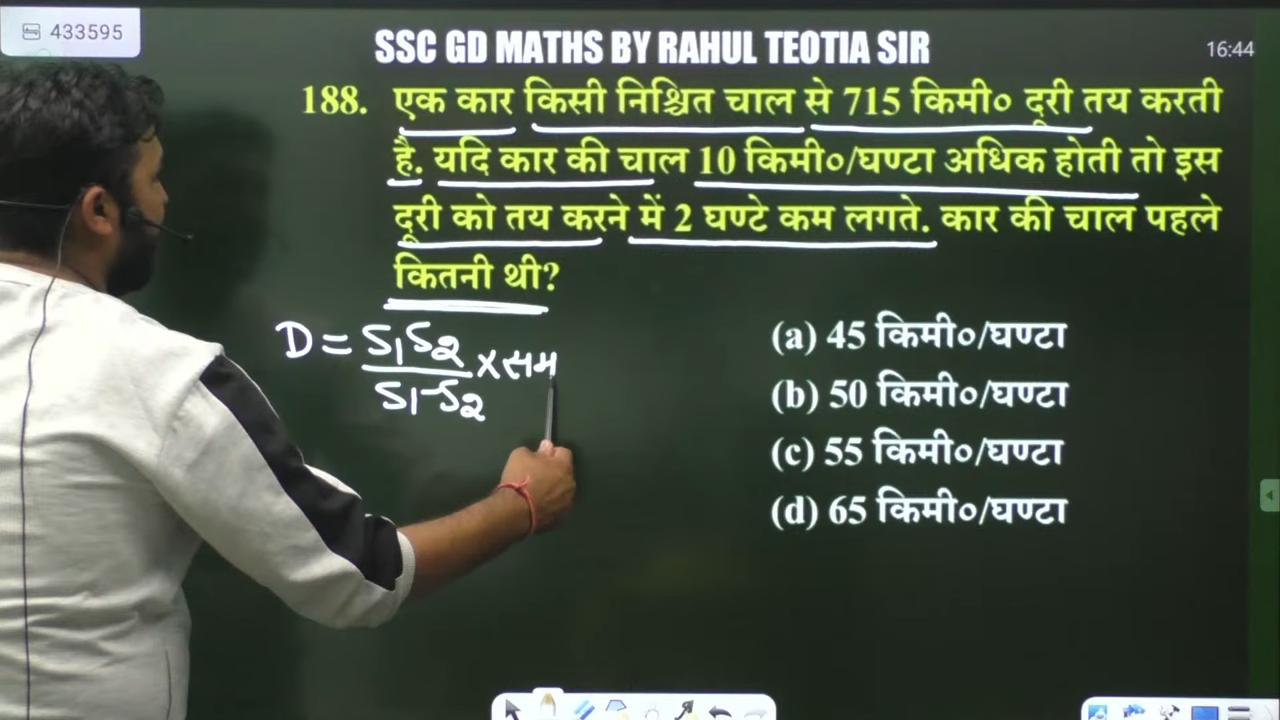 433595
SSC GD MATHS BY RAHUL TEOTIA SIR
16:44
188. एक कार किसी निश्चित चाल से 715 किमी० दूरी तय करती
है. यदि कार की चाल 10 किमी०/घण्टा अधिक होती तो इस
दूरी को तय करने में 2 घण्टे कम लगते. कार की चाल पहले
कितनी थी?
D = S1S2 / S1-S2 × सम
(a) 45 किमी०/घण्टा
(b) 50 किमी०/घण्टा
(c) 55 किमी०/घण्टा
(d) 65 किमी०/घण्टा